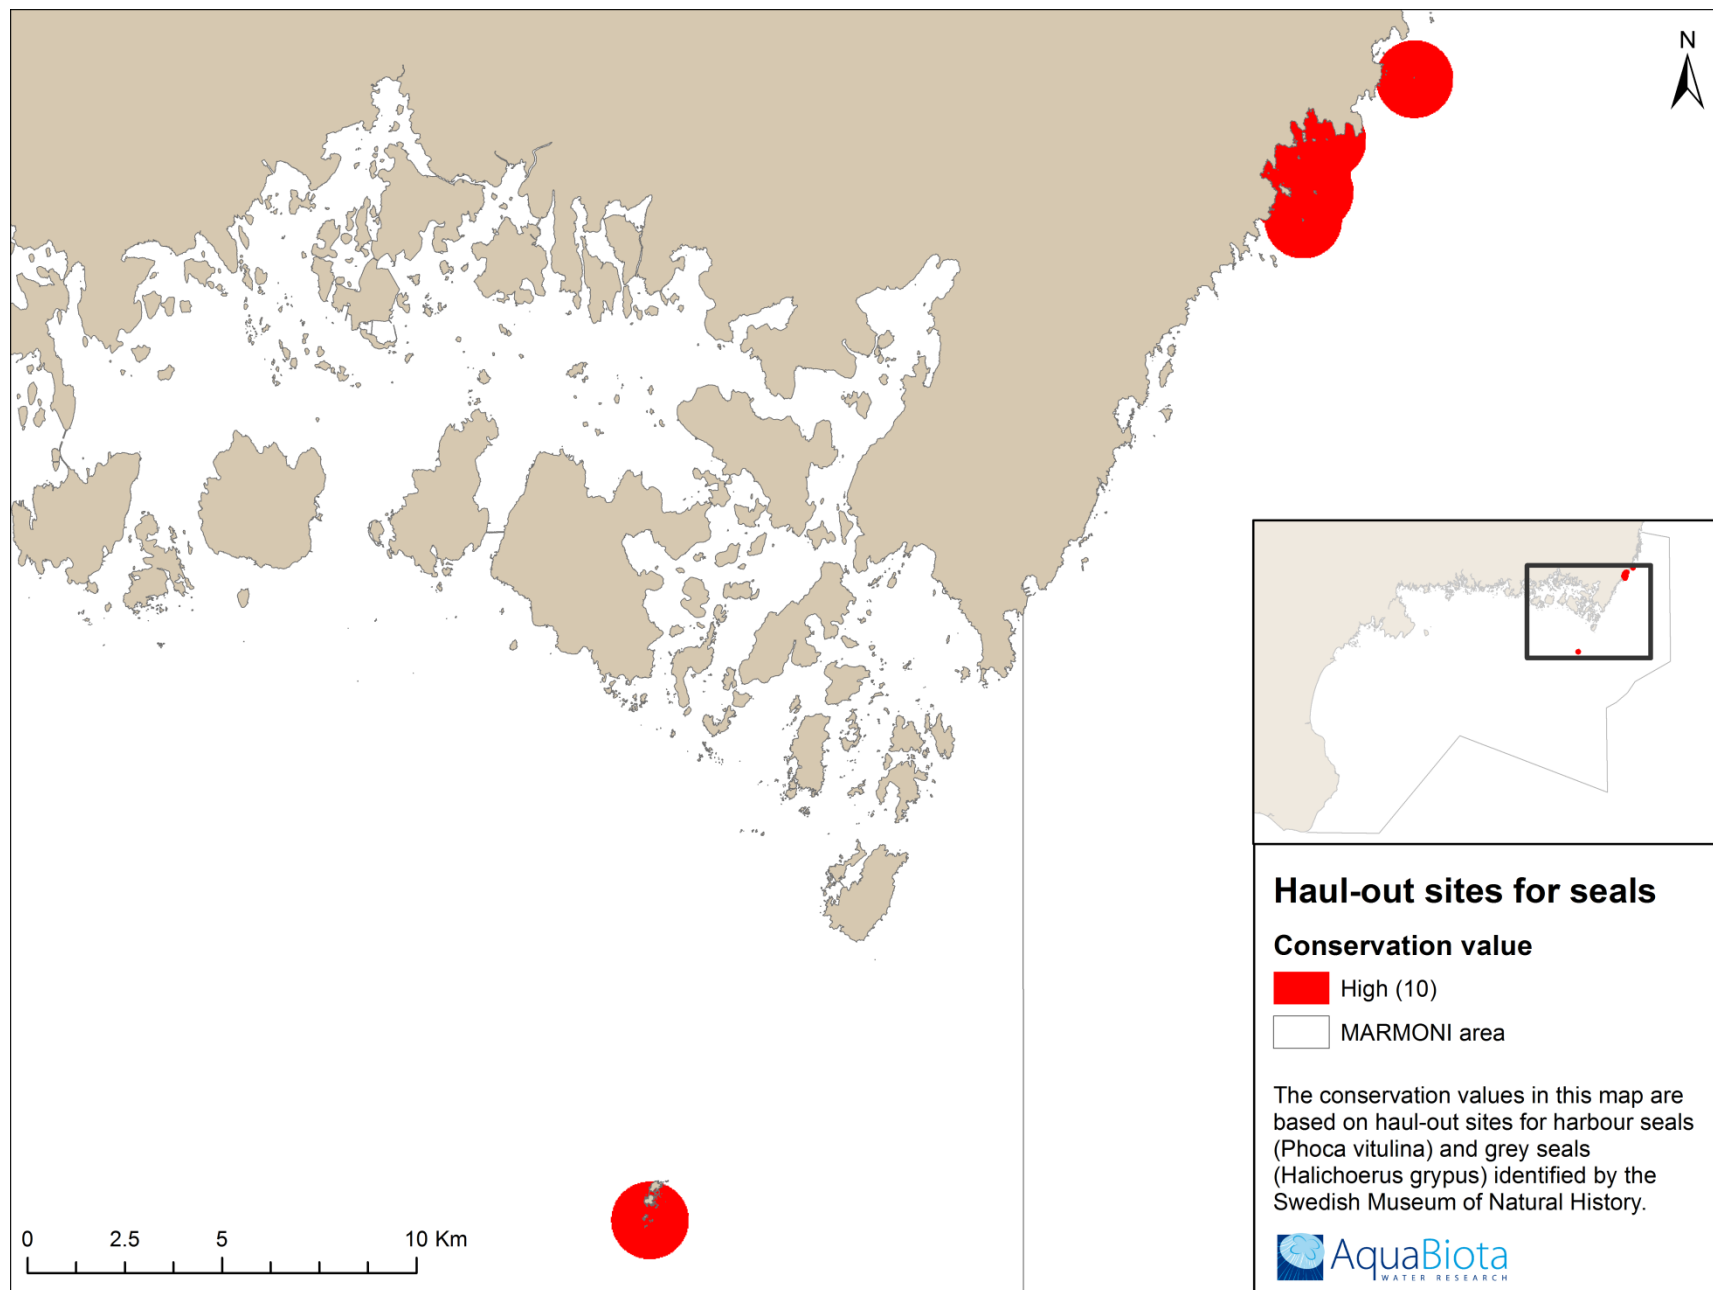 N
Haul-out sites for seals
Conservation value
High (10)
MARMONI area
The conservation values in this map are
based on haul-out sites for harbour seals
(Phoca vitulina) and grey seals
(Halichoerus grypus) identified by the
Swedish Museum of Natural History.
AquaBiota
WATER RESEARCH
0 2.5 5 10 Km